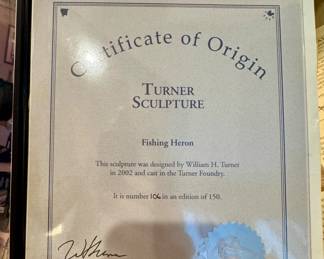 Certificate of Origin
TURNER
SCULPTURE
Fishing Heron
This sculpture was designed by William H. Turner
in 2002 and cast in the Turner Foundry.
It is number 106 in an edition of 150.